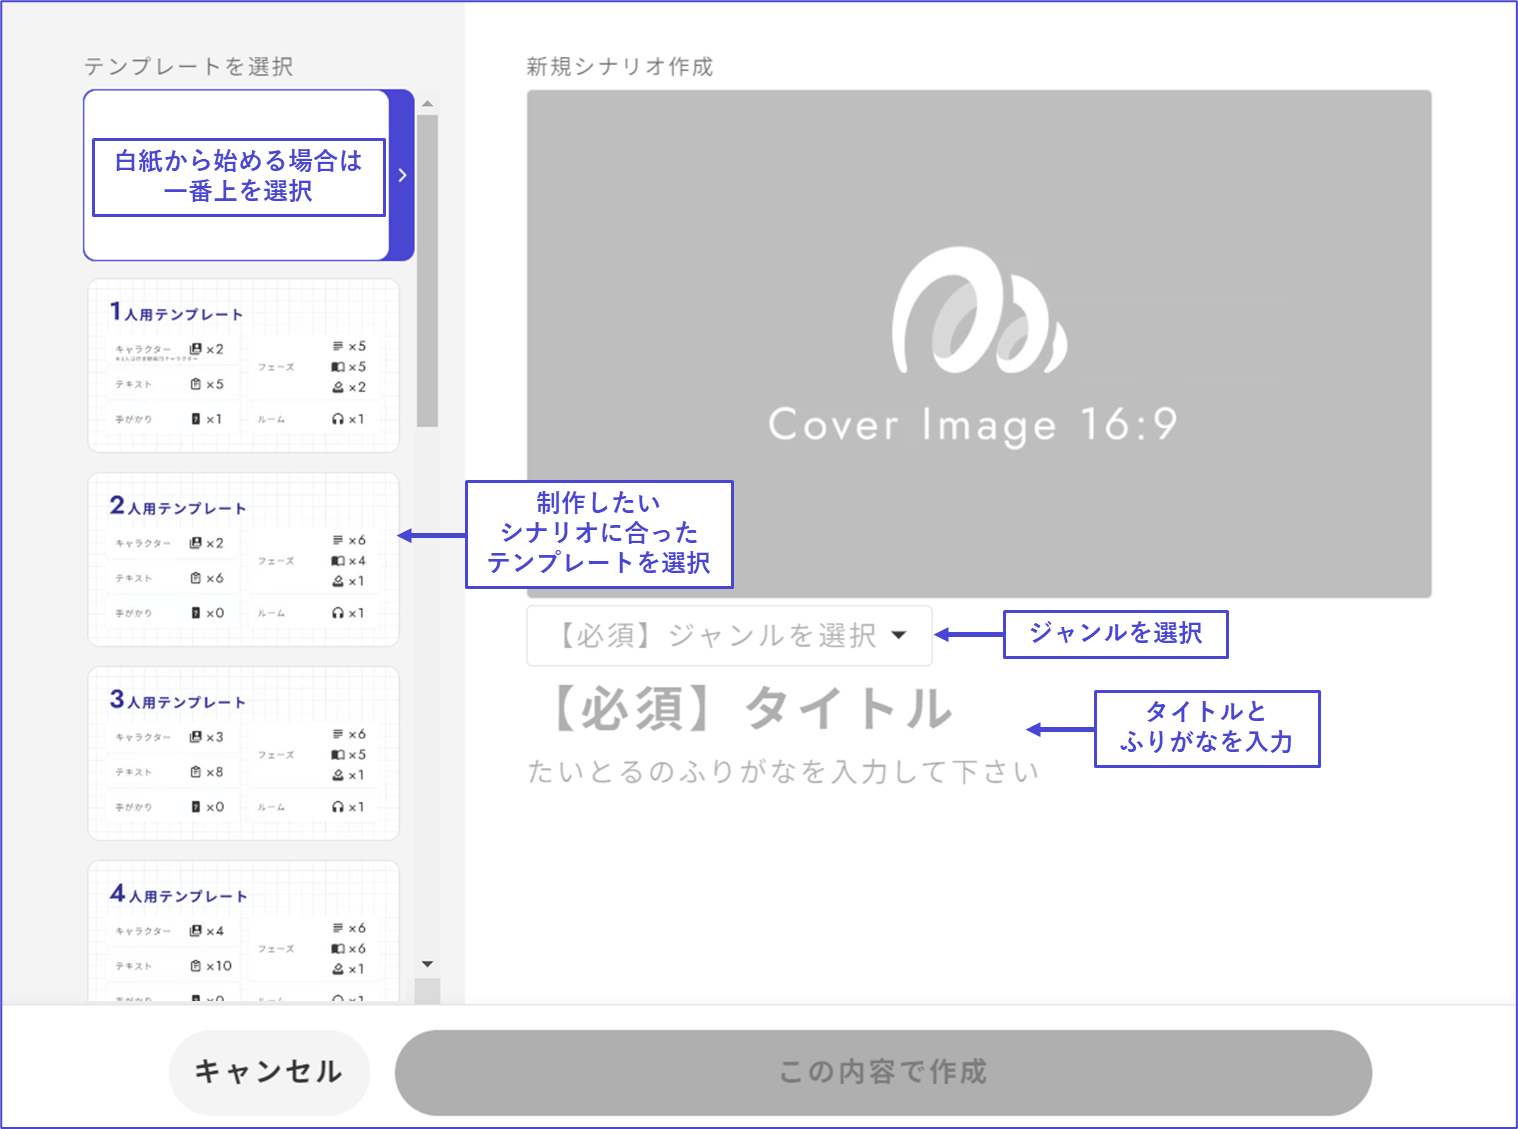 テンプレートを選択
白紙から始める場合は
一番上を選択
1人用テンプレート
キャラクター ×2
テキスト ×5
手がかり ×1
フェーズ ×5
×5
×2
ルーム ×1
2人用テンプレート
キャラクター ×2
テキスト ×6
手がかり ×0
フェーズ ×6
×4
×1
ルーム ×1
3人用テンプレート
キャラクター ×3
テキスト ×8
手がかり ×0
フェーズ ×6
×5
×1
ルーム ×1
4人用テンプレート
キャラクター ×4
テキスト ×10
フェーズ ×6
×6
×1
新規シナリオ作成
Cover Image 16:9
制作したい
シナリオに合った
テンプレートを選択
【必須】ジャンルを選択
ジャンルを選択
【必須】タイトル
タイトルと
ふりがなを入力
たいとるのふりがなを入力して下さい
キャンセル
この内容で作成